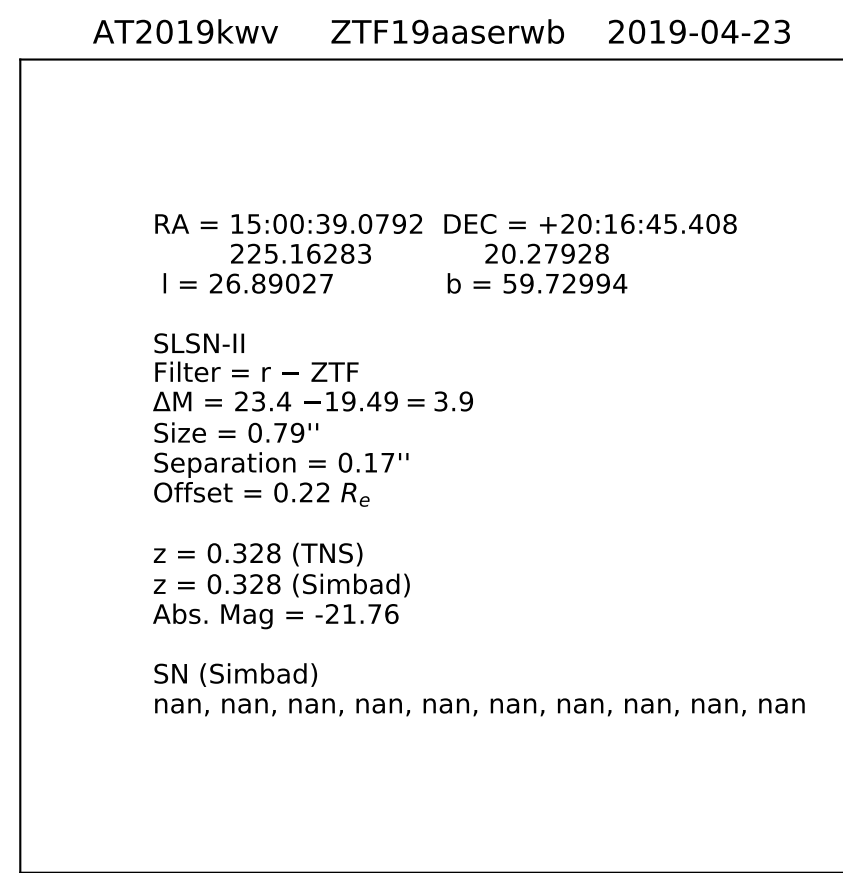 AT2019kwv ZTF19aaserwb 2019-04-23
RA = 15:00:39.0792 DEC = +20:16:45.408
225.16283 20.27928
l = 26.89027 b = 59.72994
SLSN-II
Filter = r − ZTF
ΔM = 23.4 −19.49 = 3.9
Size = 0.79''
Separation = 0.17''
Offset = 0.22 Rₑ
z = 0.328 (TNS)
z = 0.328 (Simbad)
Abs. Mag = -21.76
SN (Simbad)
nan, nan, nan, nan, nan, nan, nan, nan, nan, nan